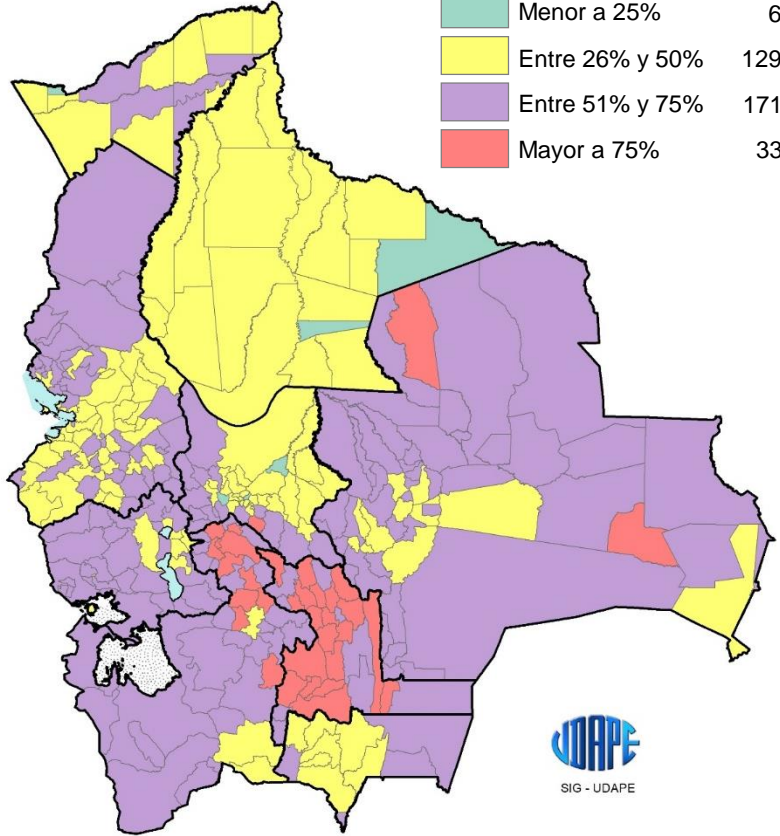 Menor a 25% 6
Entre 26% y 50% 129
Entre 51% y 75% 171
Mayor a 75% 33
UDAPE
SIG - UDAPE